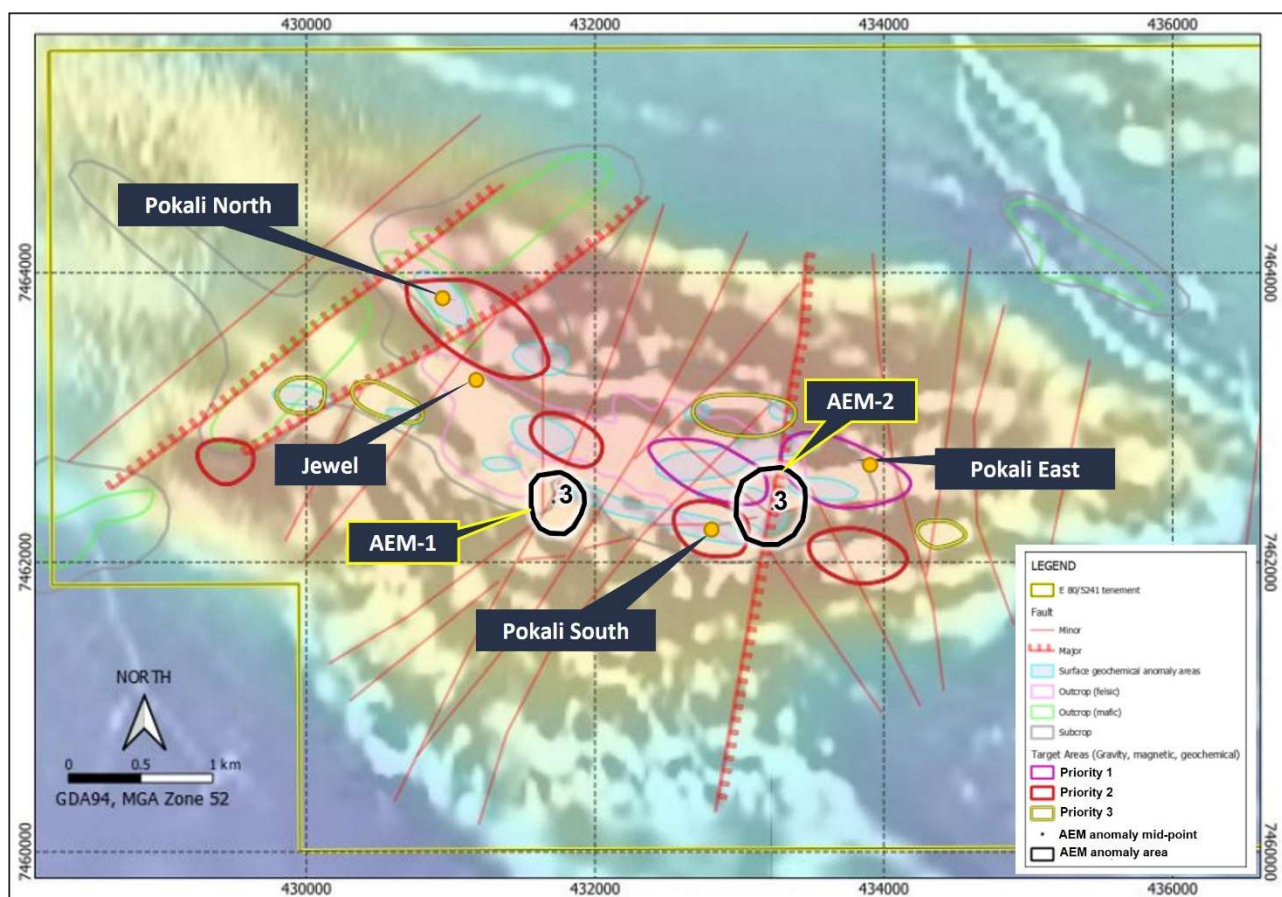 430000
432000
434000
436000
Pokali North
7464000
7464000
AEM-2
Jewel
Pokali East
3
3
AEM-1
7462000
7462000
Pokali South
LEGEND
E 80/5241 tenement
Fault
Minor
Major
Surface geochemical anomaly areas
Outcrop (felsic)
Outcrop (mafic)
Subcrop
Target Areas (Gravity, magnetic, geochemical)
Priority 1
Priority 2
Priority 3
AEM anomaly mid-point
AEM anomaly area
NORTH
0 0.5 1 km
GDA94, MGA Zone 52
7460000
7460000
430000
432000
434000
436000